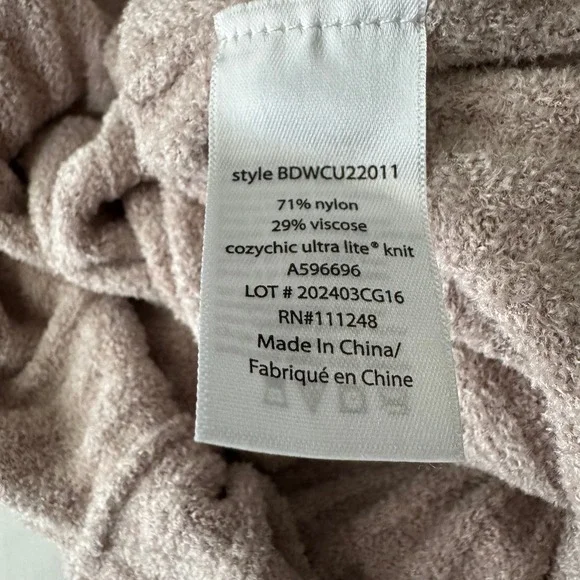 style BDWCU22011
71% nylon
29% viscose
cozychic ultra lite® knit
A596696
LOT # 202403CG16
RN#111248
Made In China/
Fabriqué en Chine